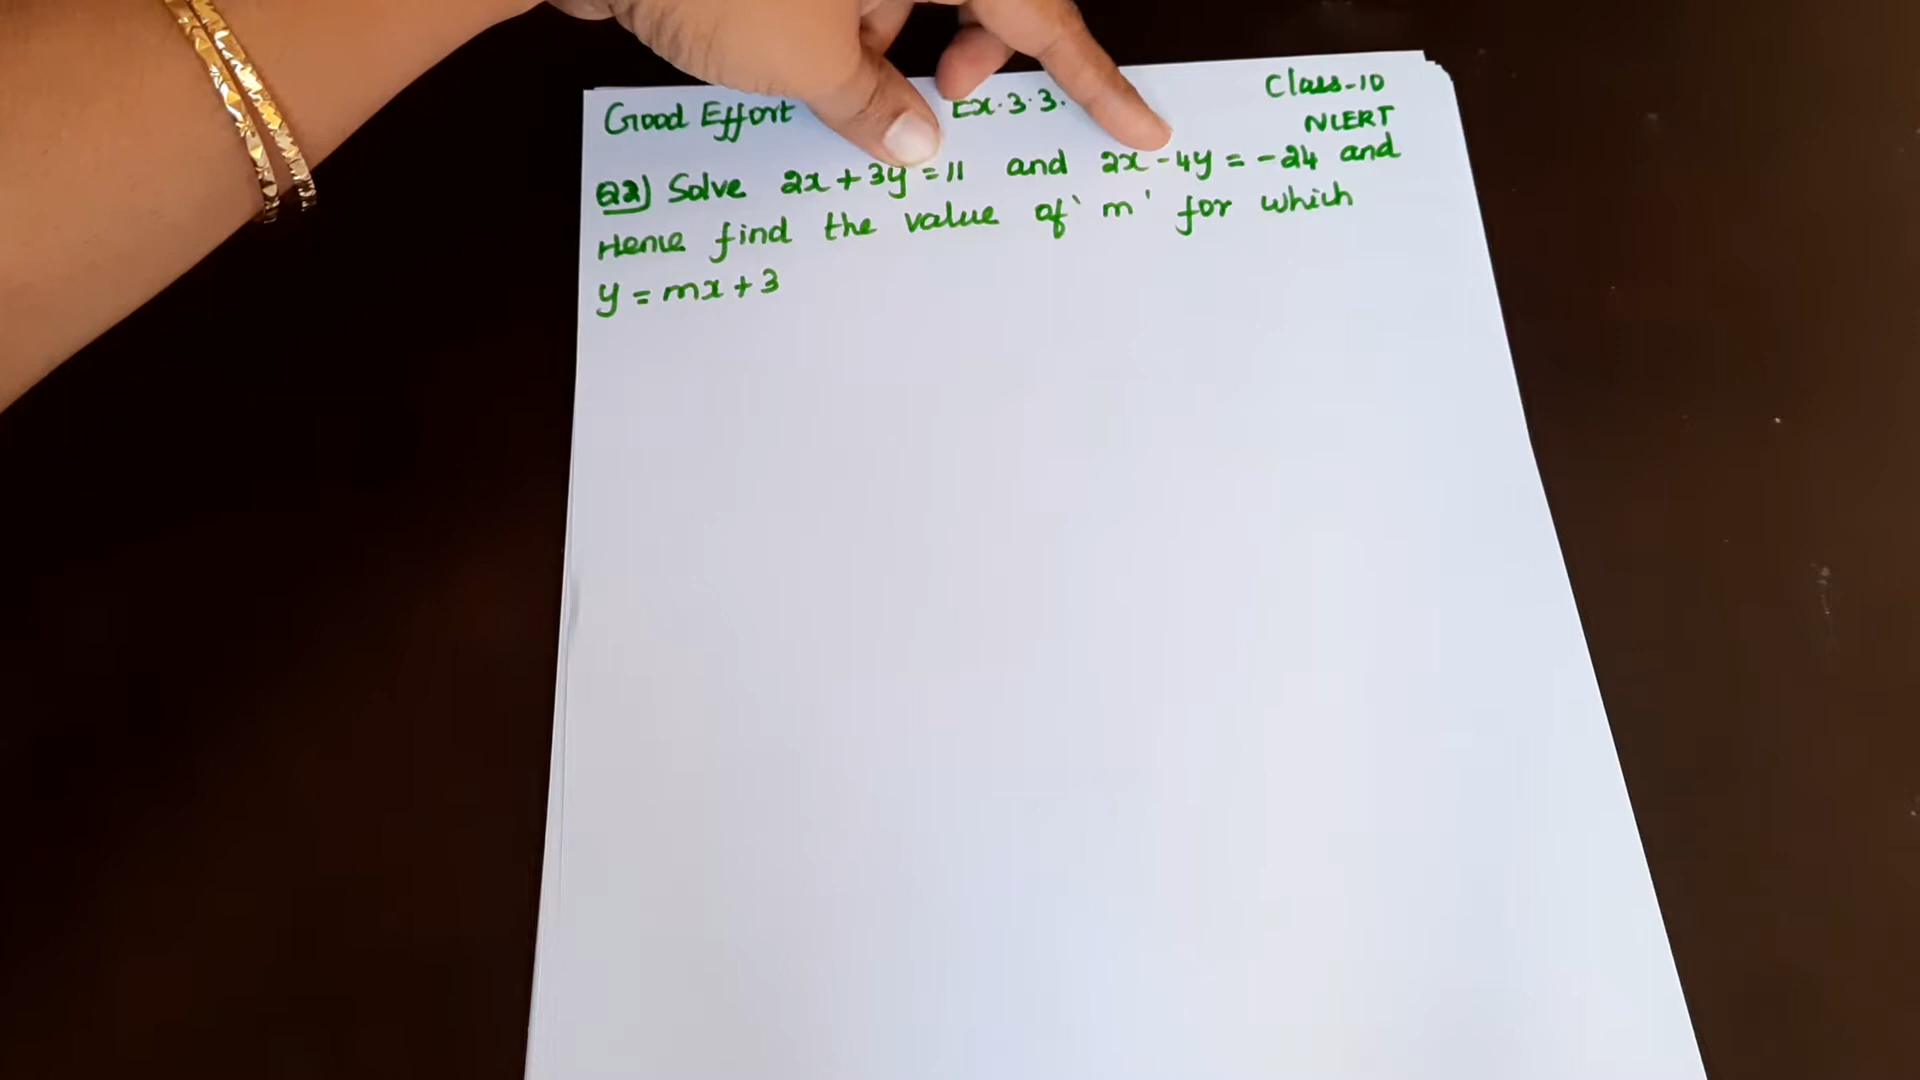 Good Effort Ex.3.3. Class-10
NCERT
Q2) Solve 2x + 3y = 11 and 2x - 4y = -24 and
Hence find the value of 'm' for which
y = mx + 3